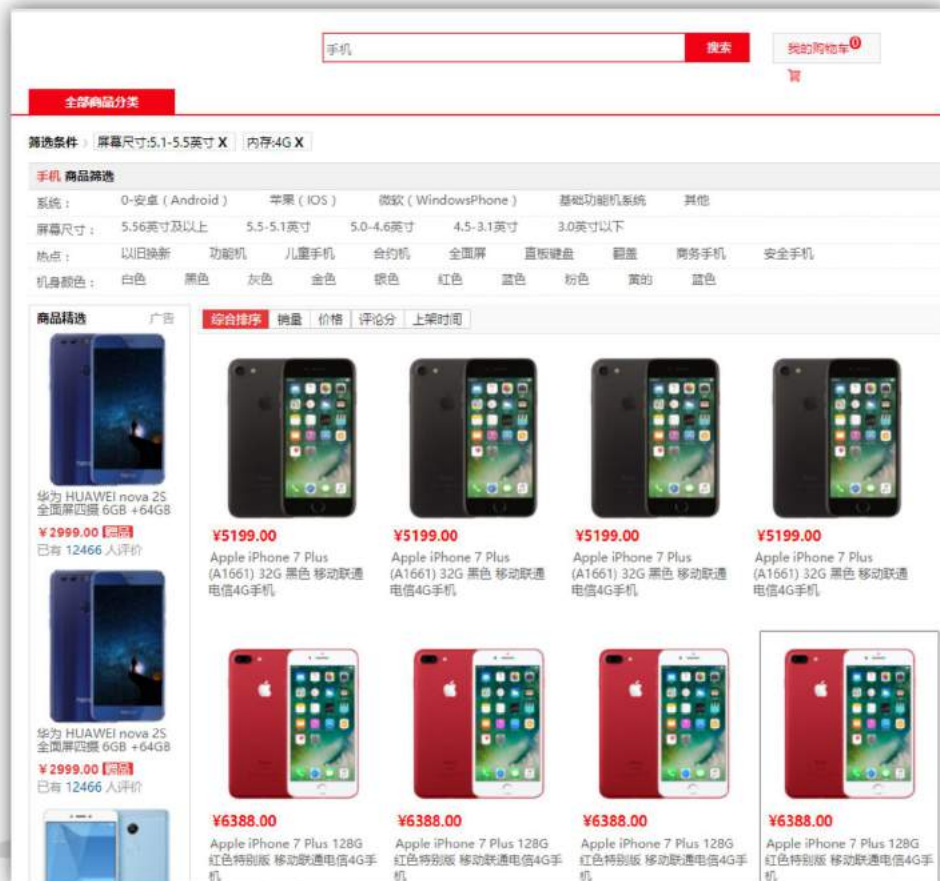 手机
搜索
我的购物车0
全部商品分类
筛选条件 屏幕尺寸:5.1-5.5英寸 X 内存:4G X
手机 商品筛选
系统： 0-安卓（Android） 苹果（IOS） 微软（WindowsPhone） 基础功能机系统 其他
屏幕尺寸： 5.56英寸及以上 5.5-5.1英寸 5.0-4.6英寸 4.5-3.1英寸 3.0英寸以下
热点： 以旧换新 功能机 儿童手机 合约机 全面屏 直板键盘 翻盖 商务手机 安全手机
机身颜色： 白色 黑色 灰色 金色 银色 红色 蓝色 粉色 黄的 蓝色
商品精选 广告
华为 HUAWEI nova 2S
全面屏四摄 6GB +64GB
￥2999.00 赠品
已有 12466 人评价
华为 HUAWEI nova 2S
全面屏四摄 6GB +64GB
￥2999.00 赠品
已有 12466 人评价
综合排序 销量 价格 评论分 上架时间
¥5199.00 ¥5199.00 ¥5199.00 ¥5199.00
Apple iPhone 7 Plus Apple iPhone 7 Plus Apple iPhone 7 Plus Apple iPhone 7 Plus
(A1661) 32G 黑色 移动联通 (A1661) 32G 黑色 移动联通 (A1661) 32G 黑色 移动联通 (A1661) 32G 黑色 移动联通
电信4G手机 电信4G手机 电信4G手机 电信4G手机
¥6388.00 ¥6388.00 ¥6388.00 ¥6388.00
Apple iPhone 7 Plus 128G Apple iPhone 7 Plus 128G Apple iPhone 7 Plus 128G Apple iPhone 7 Plus 128G
红色特别版 移动联通电信4G手 红色特别版 移动联通电信4G手 红色特别版 移动联通电信4G手 红色特别版 移动联通电信4G手
机 机 机 机